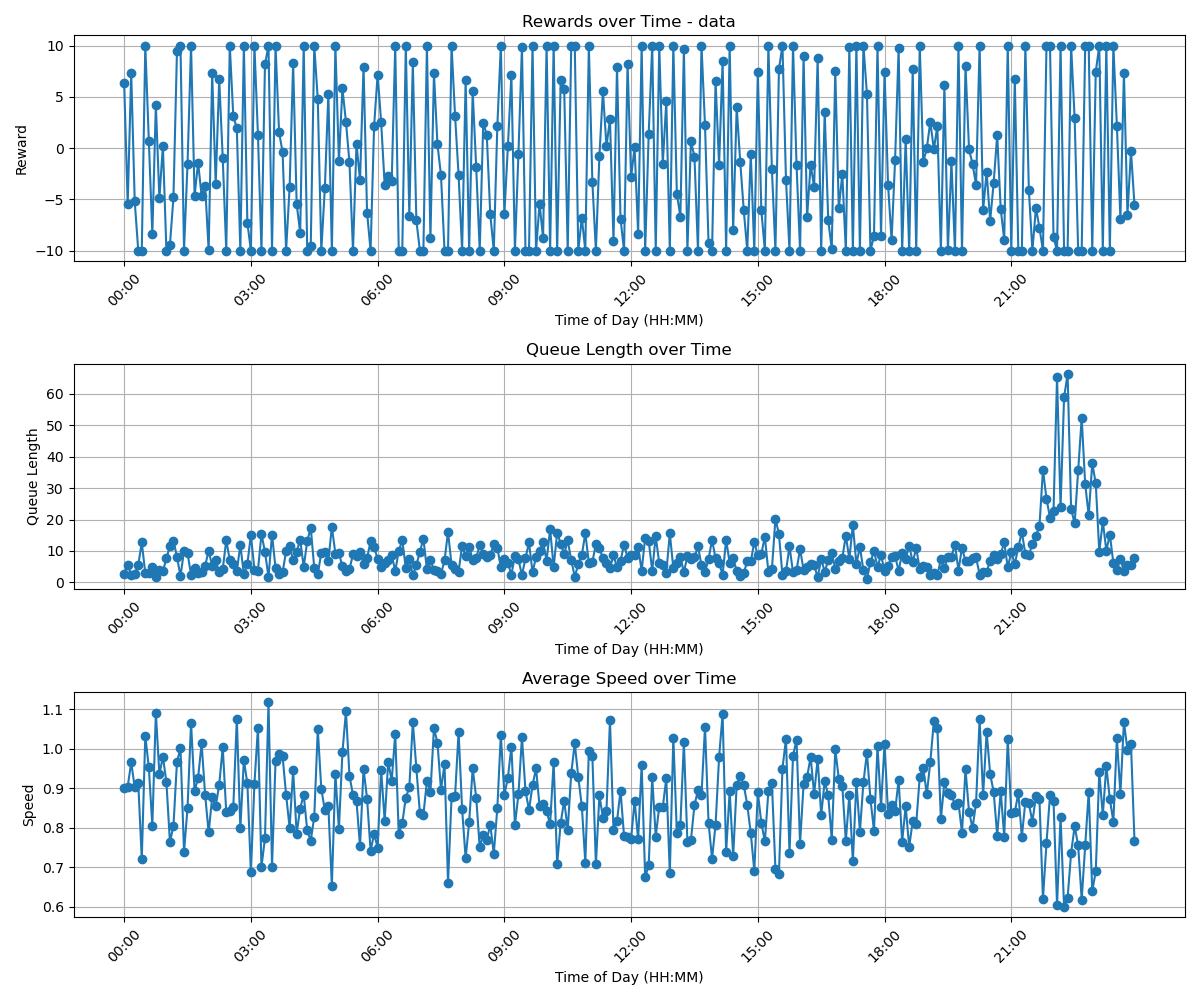 Rewards over Time - data
10
5
0
−5
−10
Reward
00:00 03:00 06:00 09:00 12:00 15:00 18:00 21:00
Time of Day (HH:MM)
Queue Length over Time
60
50
40
30
20
10
0
Queue Length
00:00 03:00 06:00 09:00 12:00 15:00 18:00 21:00
Time of Day (HH:MM)
Average Speed over Time
1.1
1.0
0.9
0.8
0.7
0.6
Speed
00:00 03:00 06:00 09:00 12:00 15:00 18:00 21:00
Time of Day (HH:MM)